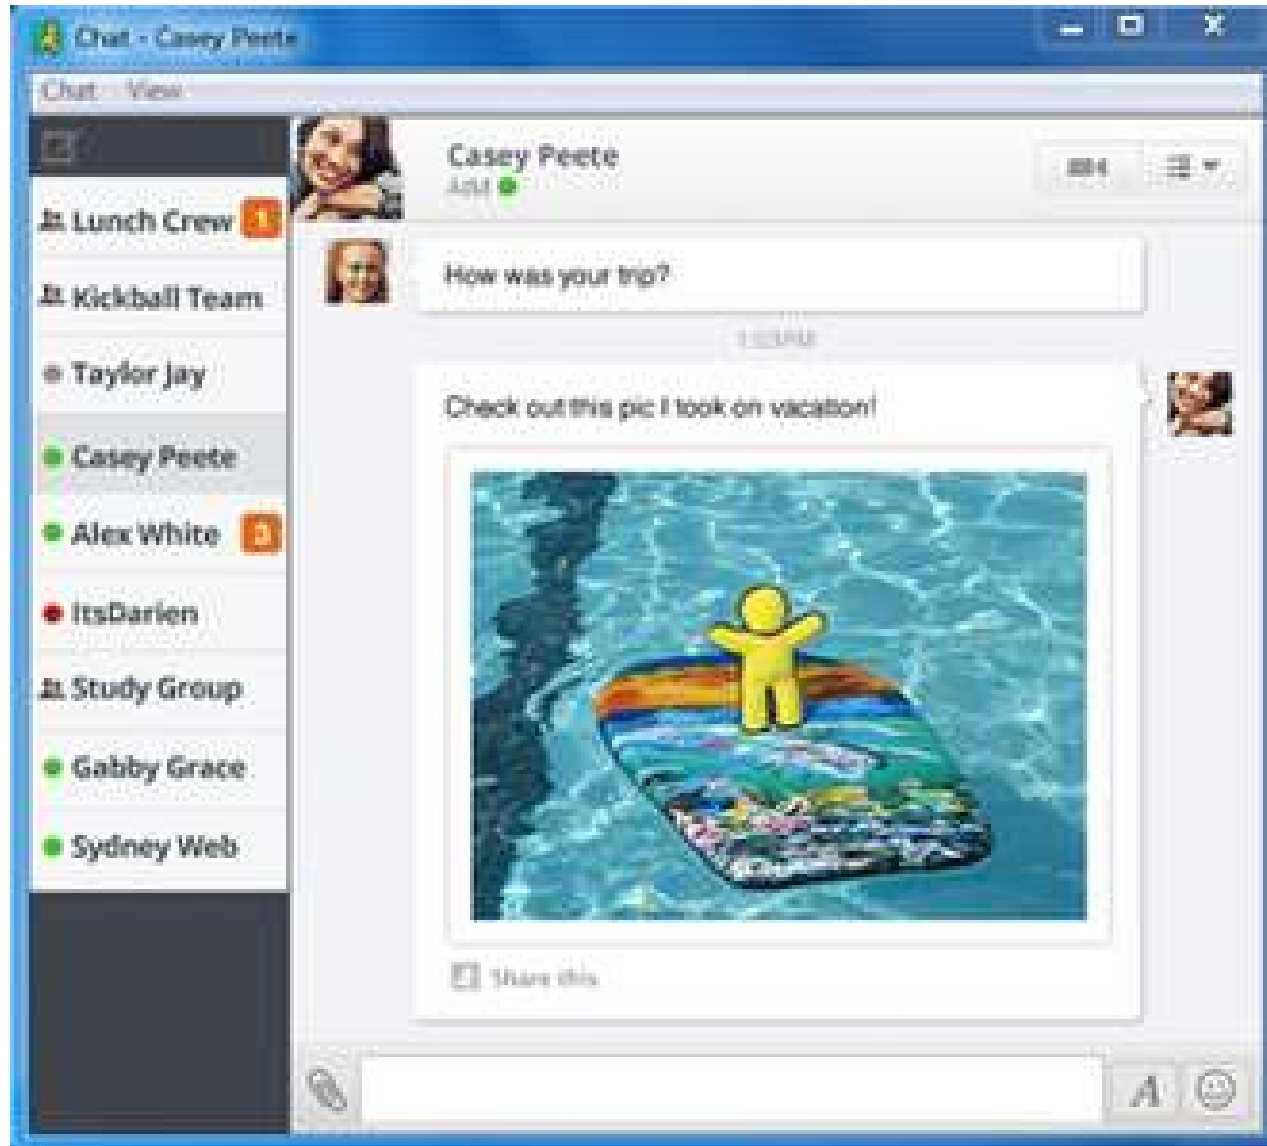 Chat - Casey Peete
Chat View
Lunch Crew 1
Kickball Team
Taylor Jay
Casey Peete
Alex White 3
ItsDarien
Study Group
Gabby Grace
Sydney Web
Casey Peete
AIM
How was your trip?
Check out this pic I took on vacation!
Share this
A